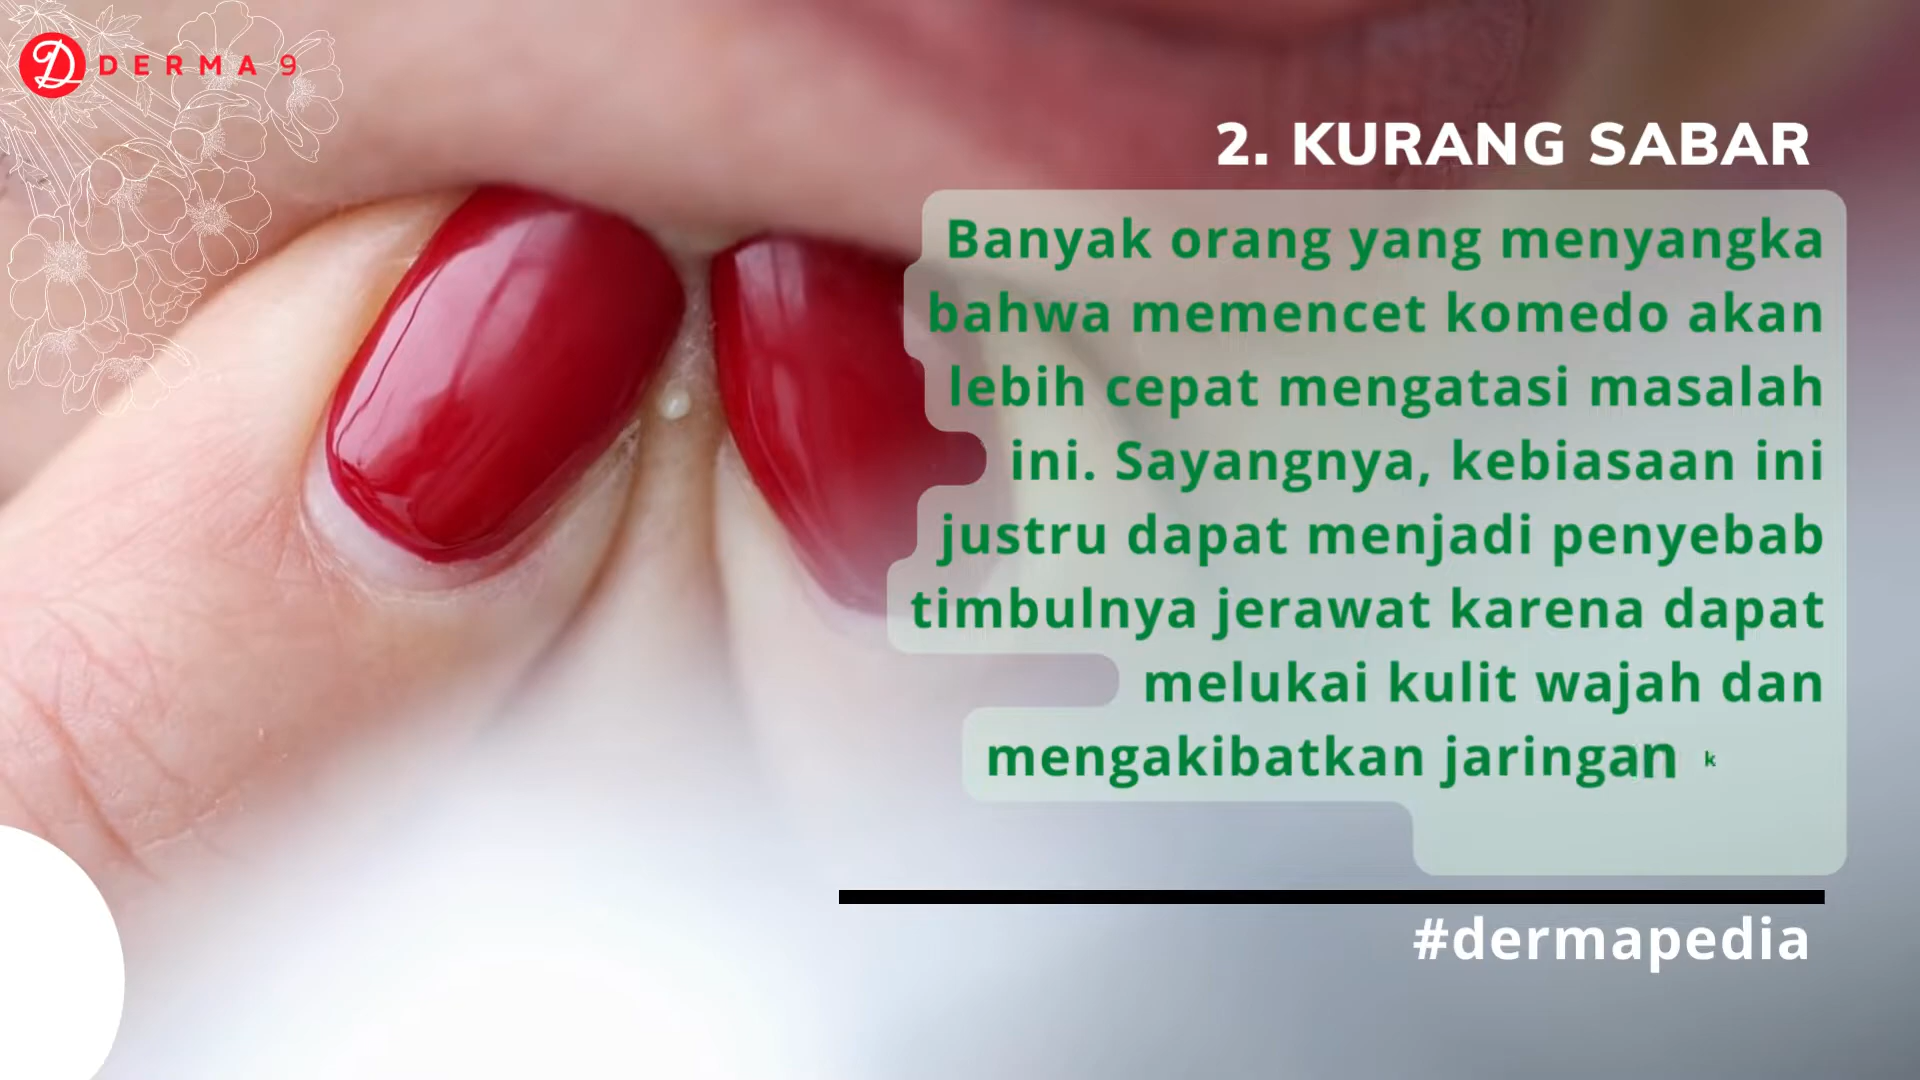 DERMA 9
2. KURANG SABAR
Banyak orang yang menyangka
bahwa memencet komedo akan
lebih cepat mengatasi masalah
ini. Sayangnya, kebiasaan ini
justru dapat menjadi penyebab
timbulnya jerawat karena dapat
melukai kulit wajah dan
mengakibatkan jaringan k
#dermapedia